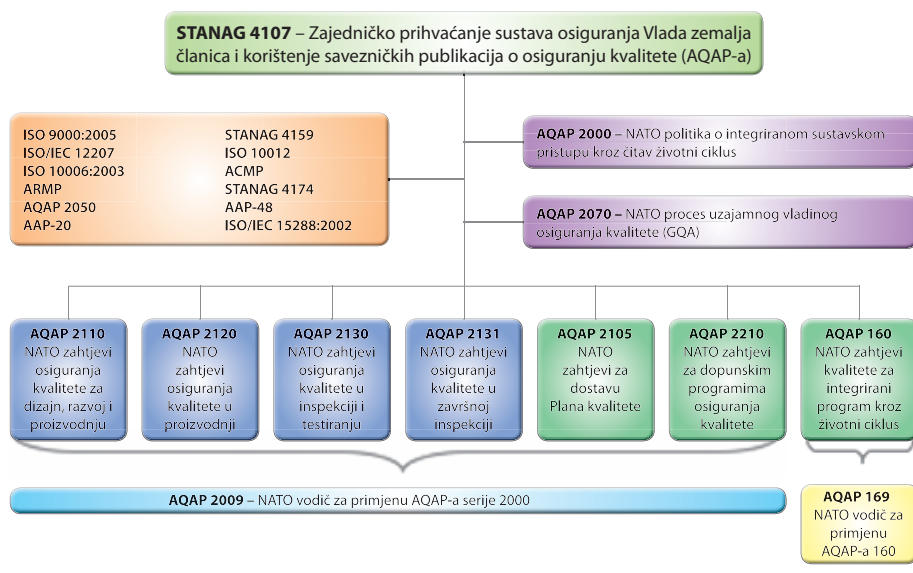 STANAG 4107 – Zajedničko prihvaćanje sustava osiguranja Vlada zemalja
članica i korištenje savezničkih publikacija o osiguranju kvalitete (AQAP-a)
ISO 9000:2005
ISO/IEC 12207
ISO 10006:2003
ARMP
AQAP 2050
AAP-20
STANAG 4159
ISO 10012
ACMP
STANAG 4174
AAP-48
ISO/IEC 15288:2002
AQAP 2000 – NATO politika o integriranom sustavskom
pristupu kroz čitav životni ciklus
AQAP 2070 – NATO proces uzajamnog vladinog
osiguranja kvalitete (GQA)
AQAP 2110
NATO zahtjevi
osiguranja
kvalitete za
dizajn, razvoj i
proizvodnju
AQAP 2120
NATO
zahtjevi
osiguranja
kvalitete u
proizvodnji
AQAP 2130
NATO zahtjevi
osiguranja
kvalitete u
inspekciji i
testiranju
AQAP 2131
NATO zahtjevi
osiguranja
kvalitete u
završnoj
inspekciji
AQAP 2105
NATO
zahtjevi za
dostavu
Plana kvalitete
AQAP 2210
NATO zahtjevi
za dopunskim
programima
osiguranja
kvalitete
AQAP 160
NATO zahtjevi
kvalitete za
integrirani
program kroz
životni ciklus
AQAP 2009 – NATO vodič za primjenu AQAP-a serije 2000
AQAP 169
NATO vodič za
primjenu
AQAP-a 160